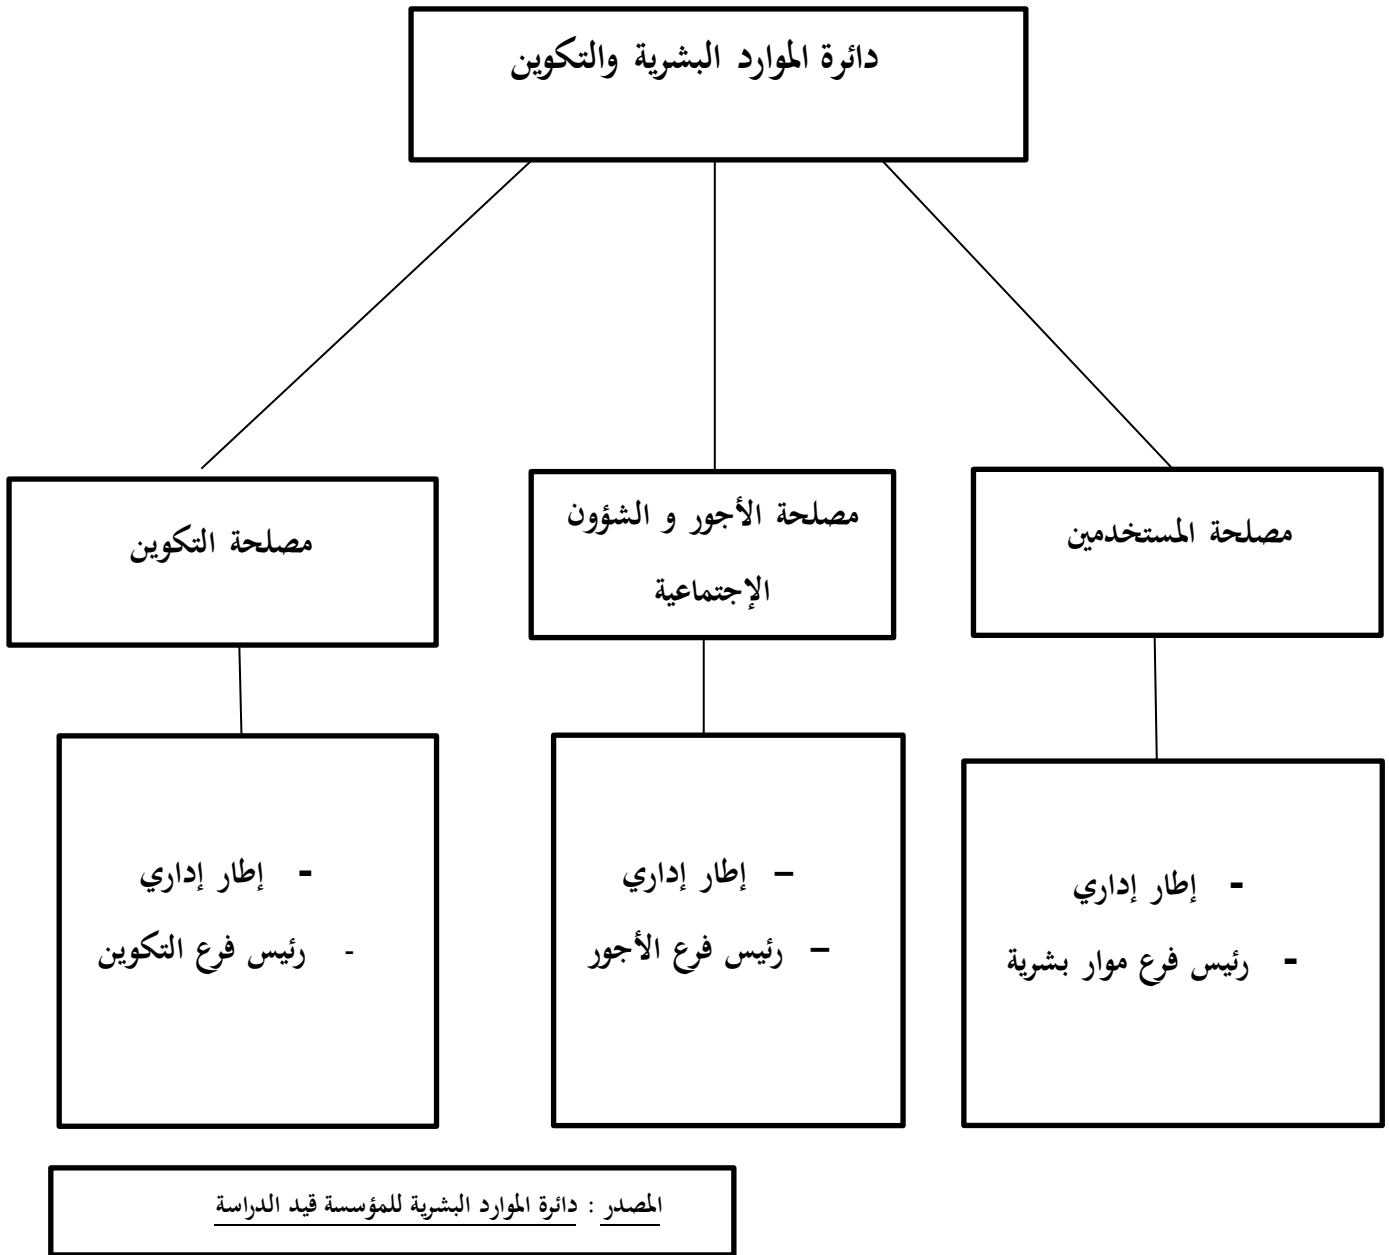 دائرة الموارد البشرية والتكوين
مصلحة المستخدمين
مصلحة الأجور و الشؤون
الإجتماعية
مصلحة التكوين
- إطار إداري
- رئيس فرع موار بشرية
– إطار إداري
– رئيس فرع الأجور
- إطار إداري
- رئيس فرع التكوين
المصدر : دائرة الموارد البشرية للمؤسسة قيد الدراسة